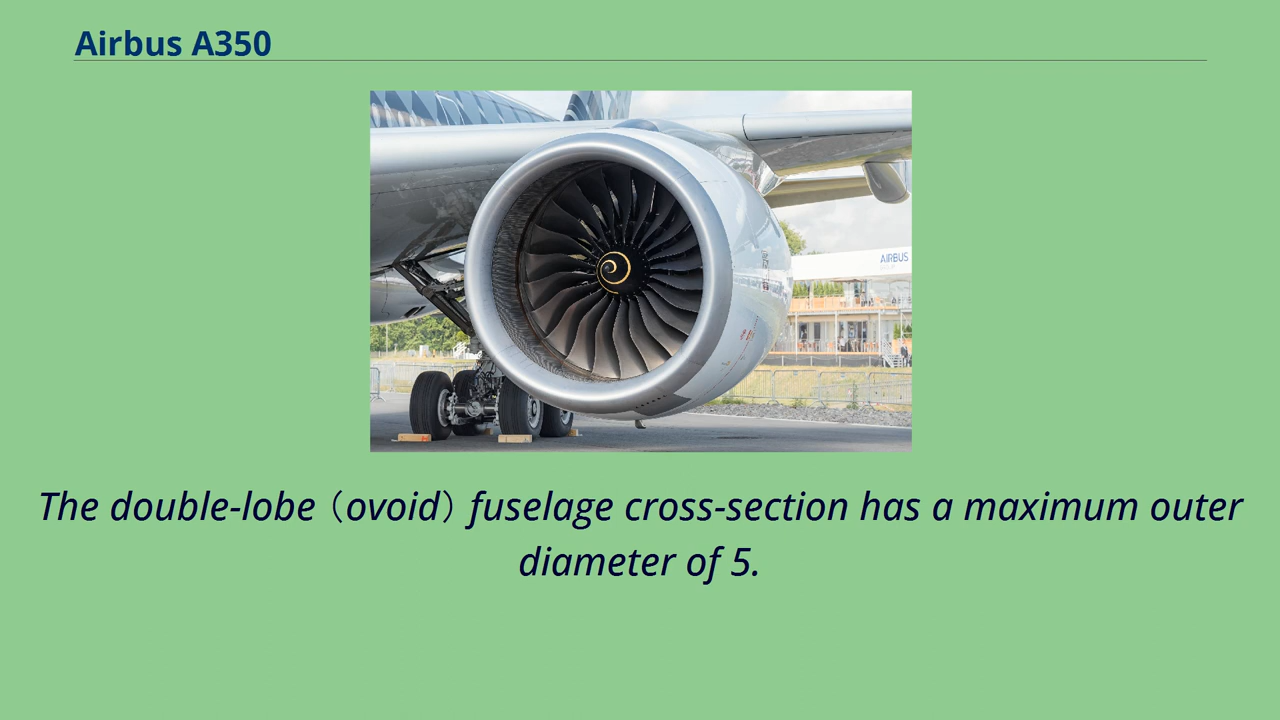 Airbus A350
AIRBUS
The double-lobe（ovoid）fuselage cross-section has a maximum outer
diameter of 5.